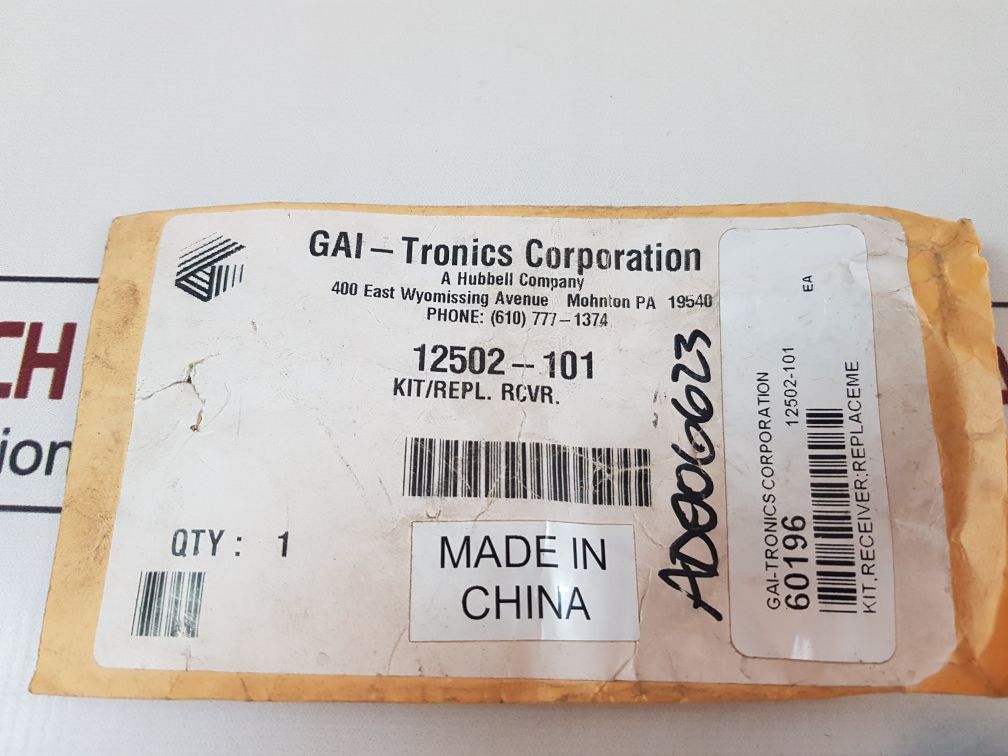 GAI – Tronics Corporation
A Hubbell Company
400 East Wyomissing Avenue Mohnton PA 19540
PHONE: (610) 777–1374
12502 – 101
KIT/REPL. RCVR.
QTY : 1
MADE IN
CHINA
AD006623
EA
GAI-TRONICS CORPORATION
12502-101
60196
KIT,RECEIVER;REPLACEME
CH
ion